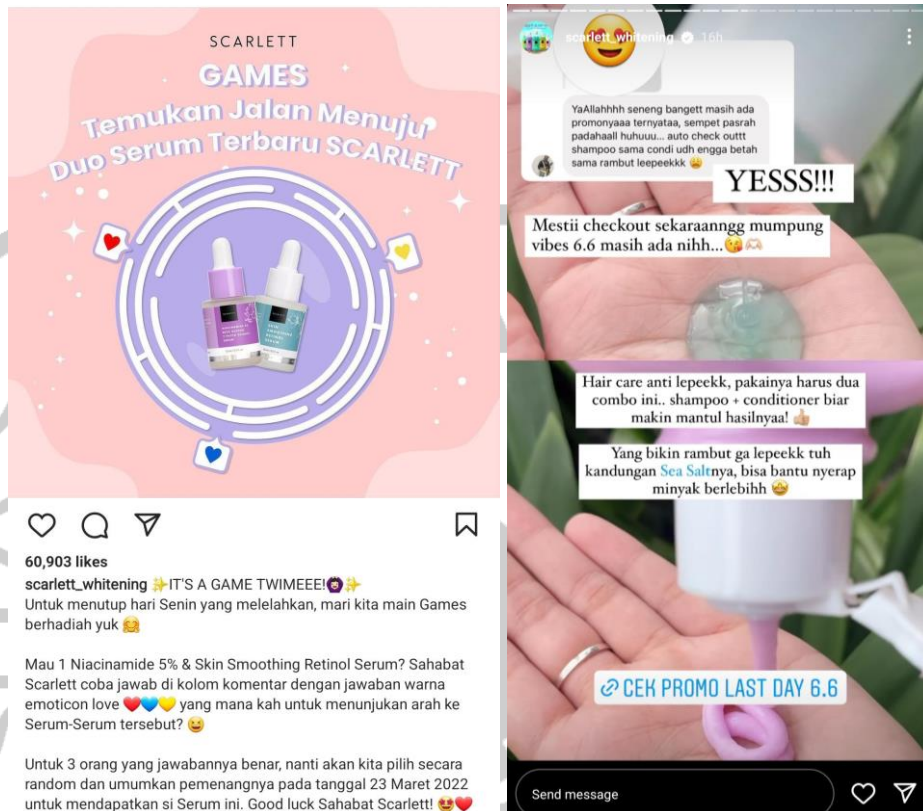 SCARLETT
GAMES
Temukan Jalan Menuju
Duo Serum Terbaru SCARLETT
60,903 likes
scarlett_whitening ✨IT'S A GAME TWIMEEE!🙆🏻‍♀️✨
Untuk menutup hari Senin yang melelahkan, mari kita main Games
berhadiah yuk 🤗
Mau 1 Niacinamide 5% & Skin Smoothing Retinol Serum? Sahabat
Scarlett coba jawab di kolom komentar dengan jawaban warna
emoticon love ❤️💙💛 yang mana kah untuk menunjukan arah ke
Serum-Serum tersebut? 😄
Untuk 3 orang yang jawabannya benar, nanti akan kita pilih secara
random dan umumkan pemenangnya pada tanggal 23 Maret 2022
untuk mendapatkan si Serum ini. Good luck Sahabat Scarlett! 🤩❤️
scarlett_whitening 16h
YaAllahhhh seneng bangett masih ada
promonyaaa ternyataa, sempet pasrah
padahaall huhuuu... auto check outtt
shampoo sama condi udh engga betah
sama rambut leepeekkk 😩
YESSS!!!
Mestii checkout sekaraanngg mumpung
vibes 6.6 masih ada nihh...😘🫶🏻
Hair care anti lepeekk, pakainya harus dua
combo ini.. shampoo + conditioner biar
makin mantul hasilnyaa! 👍🏼
Yang bikin rambut ga lepeekk tuh
kandungan Sea Saltnya, bisa bantu nyerap
minyak berlebihh 🤩
CEK PROMO LAST DAY 6.6
Send message